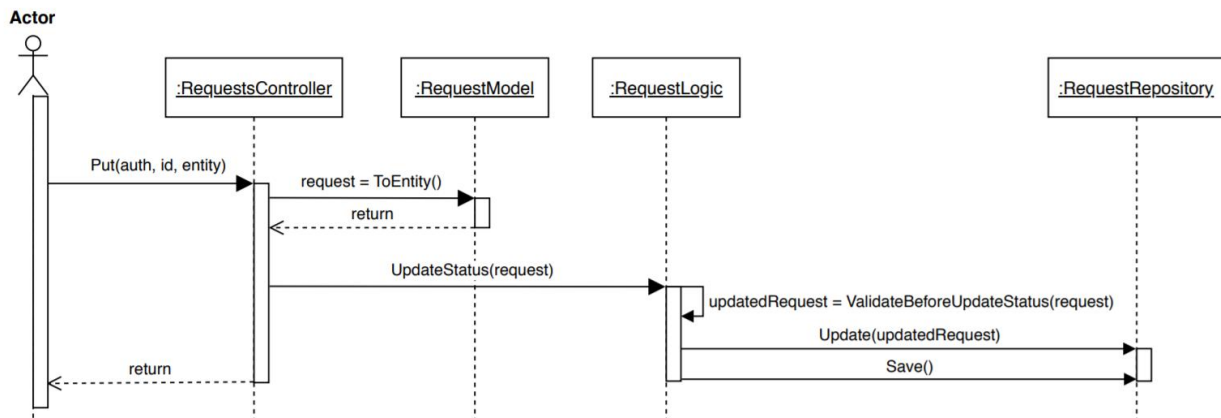 Actor
:RequestsController
:RequestModel
:RequestLogic
:RequestRepository
Put(auth, id, entity)
request = ToEntity()
return
UpdateStatus(request)
updatedRequest = ValidateBeforeUpdateStatus(request)
Update(updatedRequest)
return
Save()